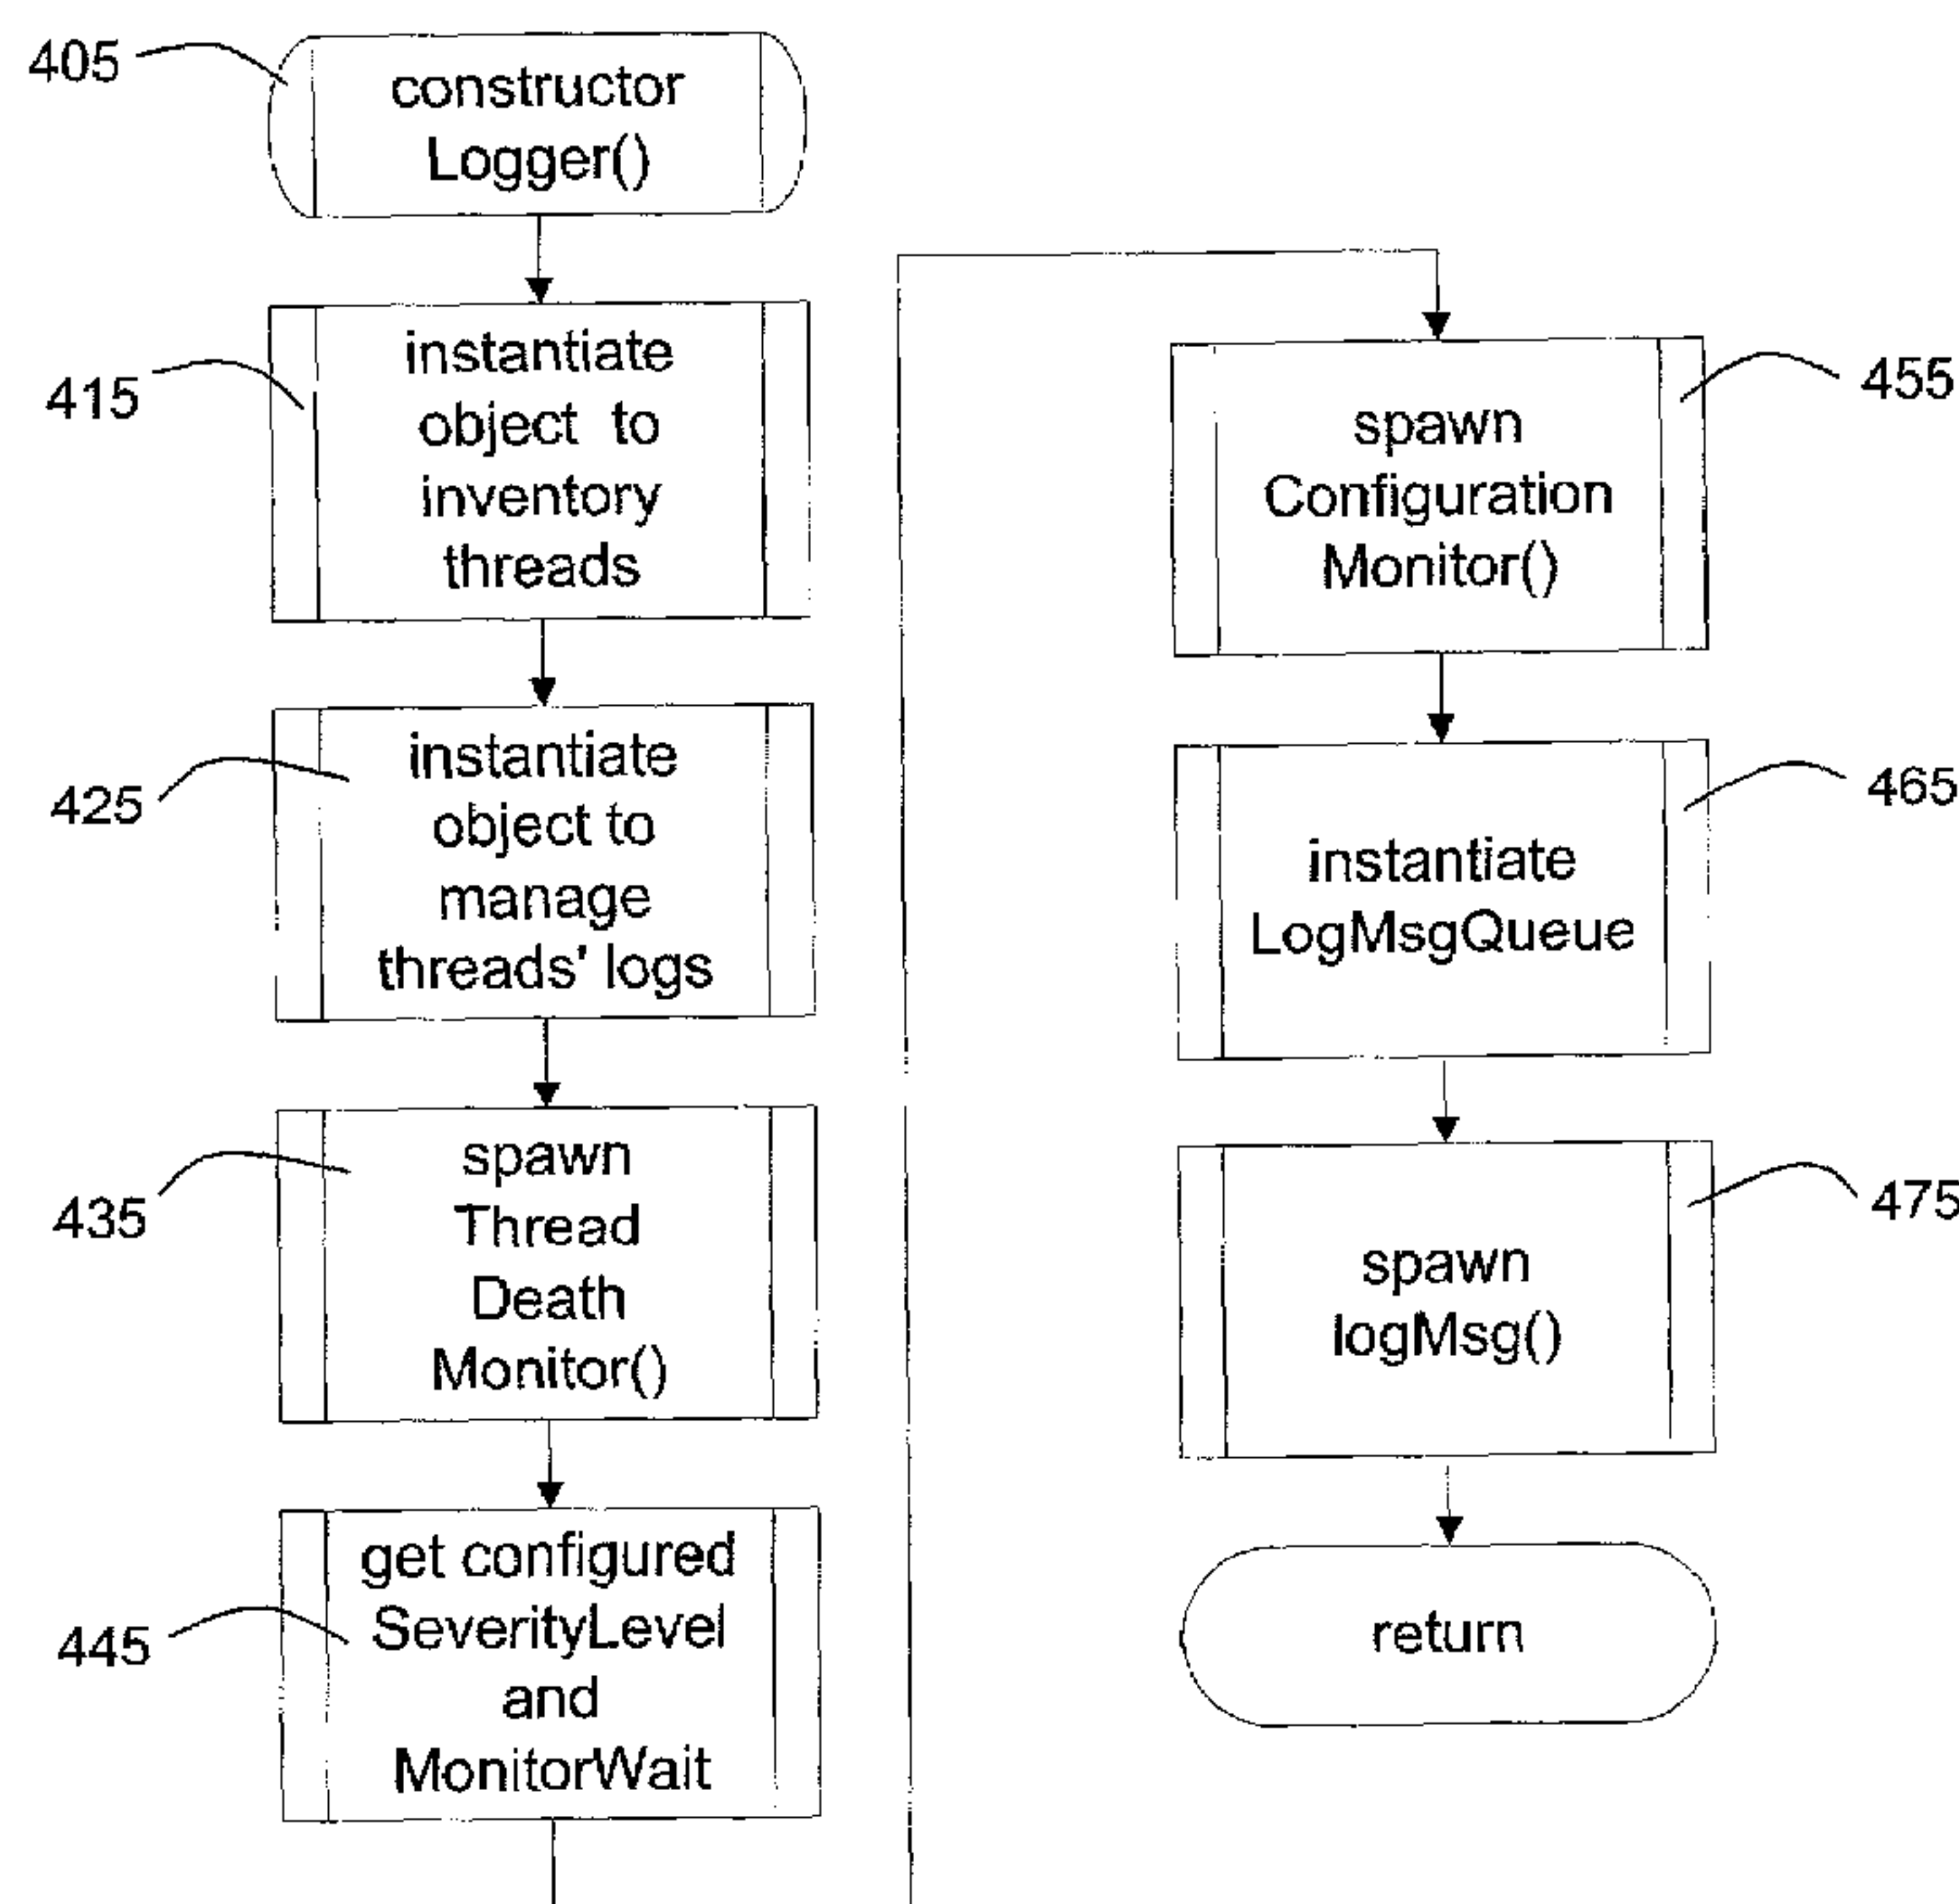 405
constructor
Logger()
415
instantiate
object to
inventory
threads
425
instantiate
object to
manage
threads' logs
435
spawn
Thread
Death
Monitor()
445
get configured
SeverityLevel
and
MonitorWait
455
spawn
Configuration
Monitor()
465
instantiate
LogMsgQueue
475
spawn
logMsg()
return